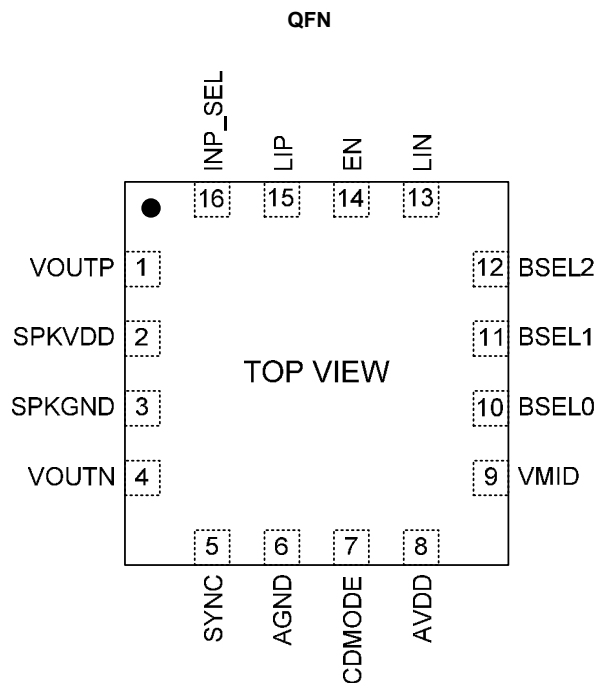 QFN
INP_SEL LIP EN LIN
16 15 14 13
VOUTP 1 12 BSEL2
SPKVDD 2 11 BSEL1
TOP VIEW
SPKGND 3 10 BSEL0
VOUTN 4 9 VMID
5 6 7 8
SYNC AGND CDMODE AVDD